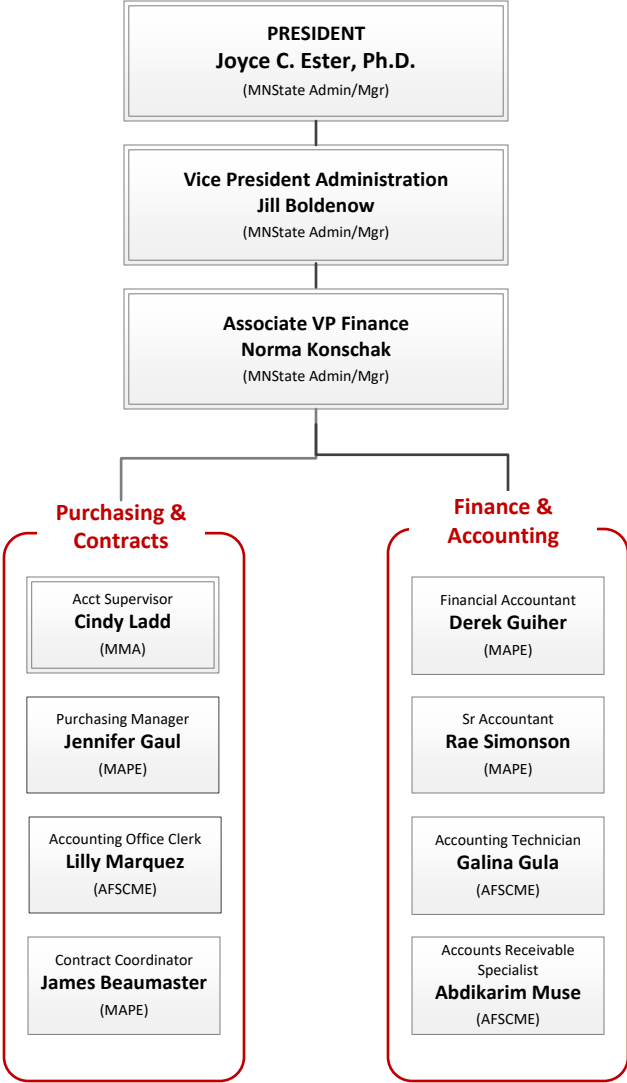 PRESIDENT
Joyce C. Ester, Ph.D.
(MNState Admin/Mgr)
Vice President Administration
Jill Boldenow
(MNState Admin/Mgr)
Associate VP Finance
Norma Konschak
(MNState Admin/Mgr)
Purchasing &
Contracts
Acct Supervisor
Cindy Ladd
(MMA)
Purchasing Manager
Jennifer Gaul
(MAPE)
Accounting Office Clerk
Lilly Marquez
(AFSCME)
Contract Coordinator
James Beaumaster
(MAPE)
Finance &
Accounting
Financial Accountant
Derek Guiher
(MAPE)
Sr Accountant
Rae Simonson
(MAPE)
Accounting Technician
Galina Gula
(AFSCME)
Accounts Receivable
Specialist
Abdikarim Muse
(AFSCME)